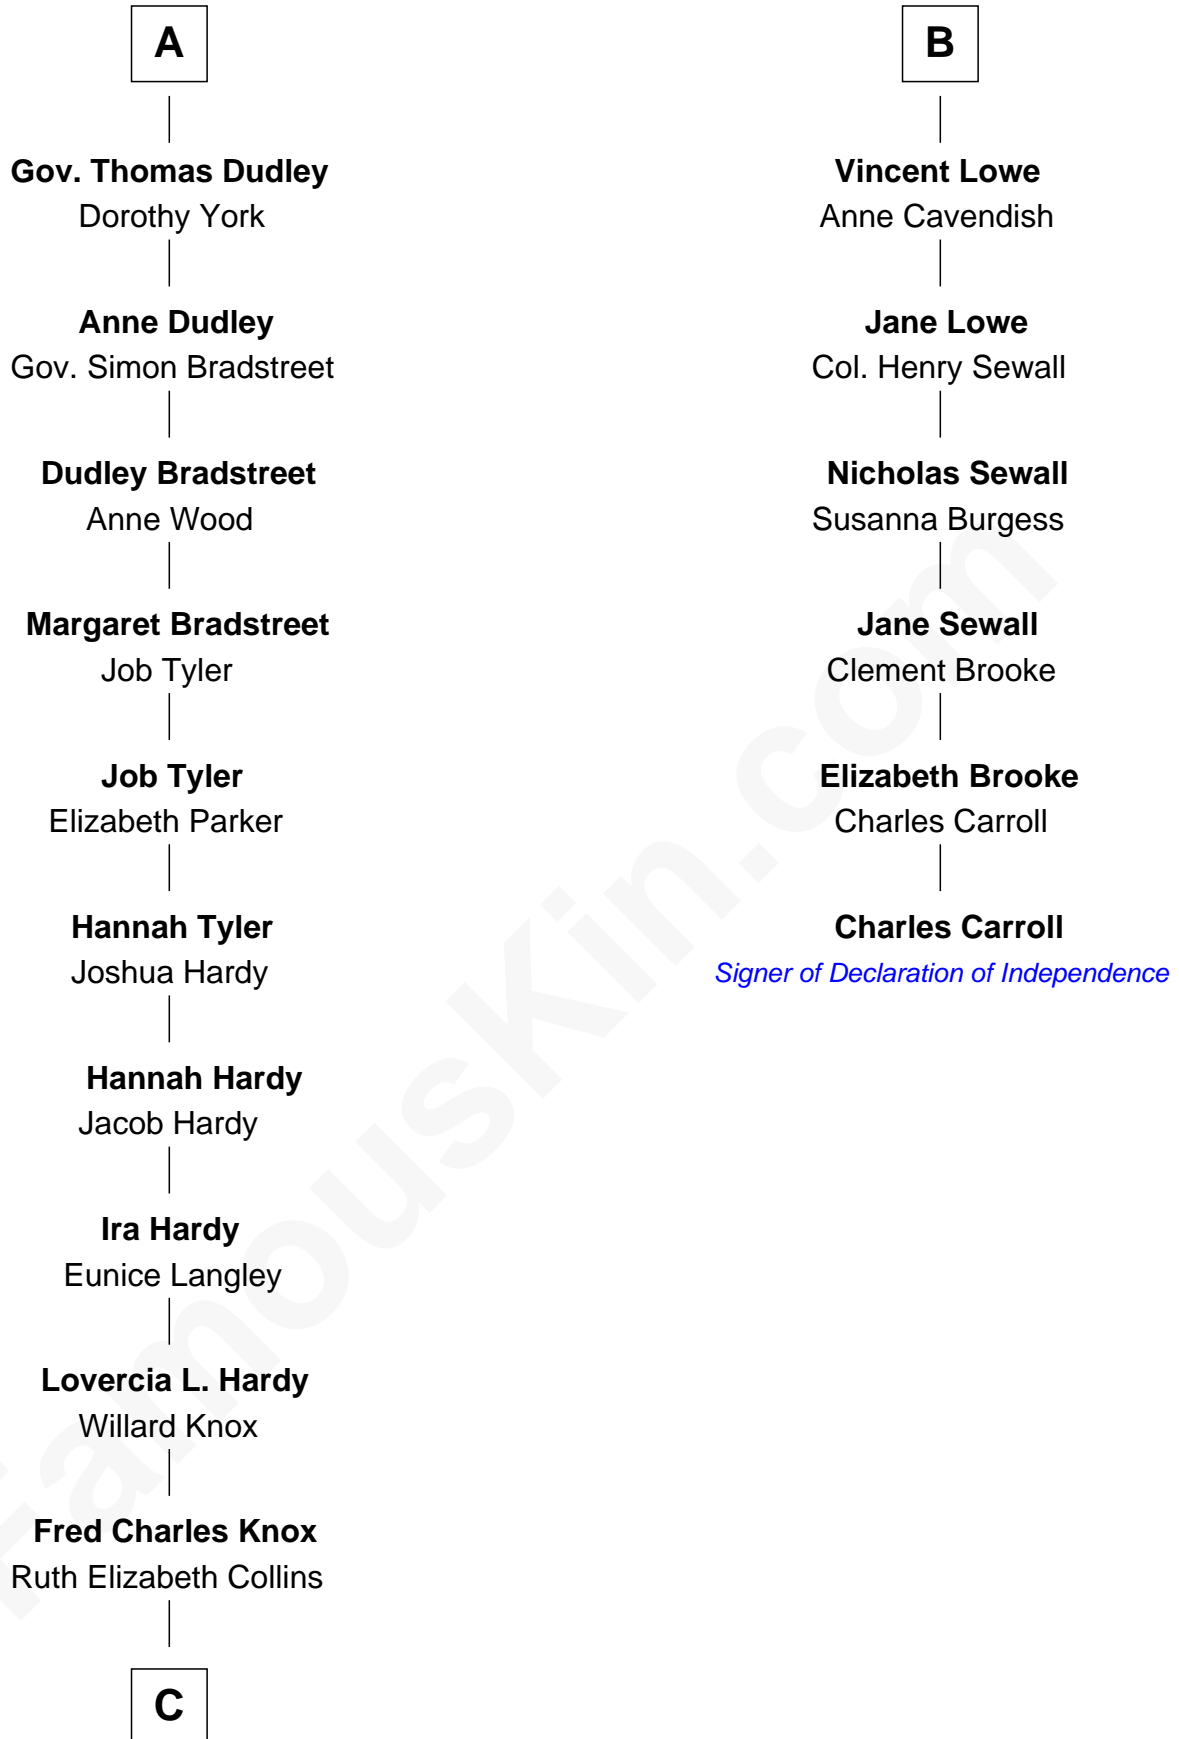 A
Gov. Thomas Dudley
Dorothy York
Anne Dudley
Gov. Simon Bradstreet
Dudley Bradstreet
Anne Wood
Margaret Bradstreet
Job Tyler
Job Tyler
Elizabeth Parker
Hannah Tyler
Joshua Hardy
Hannah Hardy
Jacob Hardy
Ira Hardy
Eunice Langley
Lovercia L. Hardy
Willard Knox
Fred Charles Knox
Ruth Elizabeth Collins
C
B
Vincent Lowe
Anne Cavendish
Jane Lowe
Col. Henry Sewall
Nicholas Sewall
Susanna Burgess
Jane Sewall
Clement Brooke
Elizabeth Brooke
Charles Carroll
Charles Carroll
Signer of Declaration of Independence
FamousKin.com